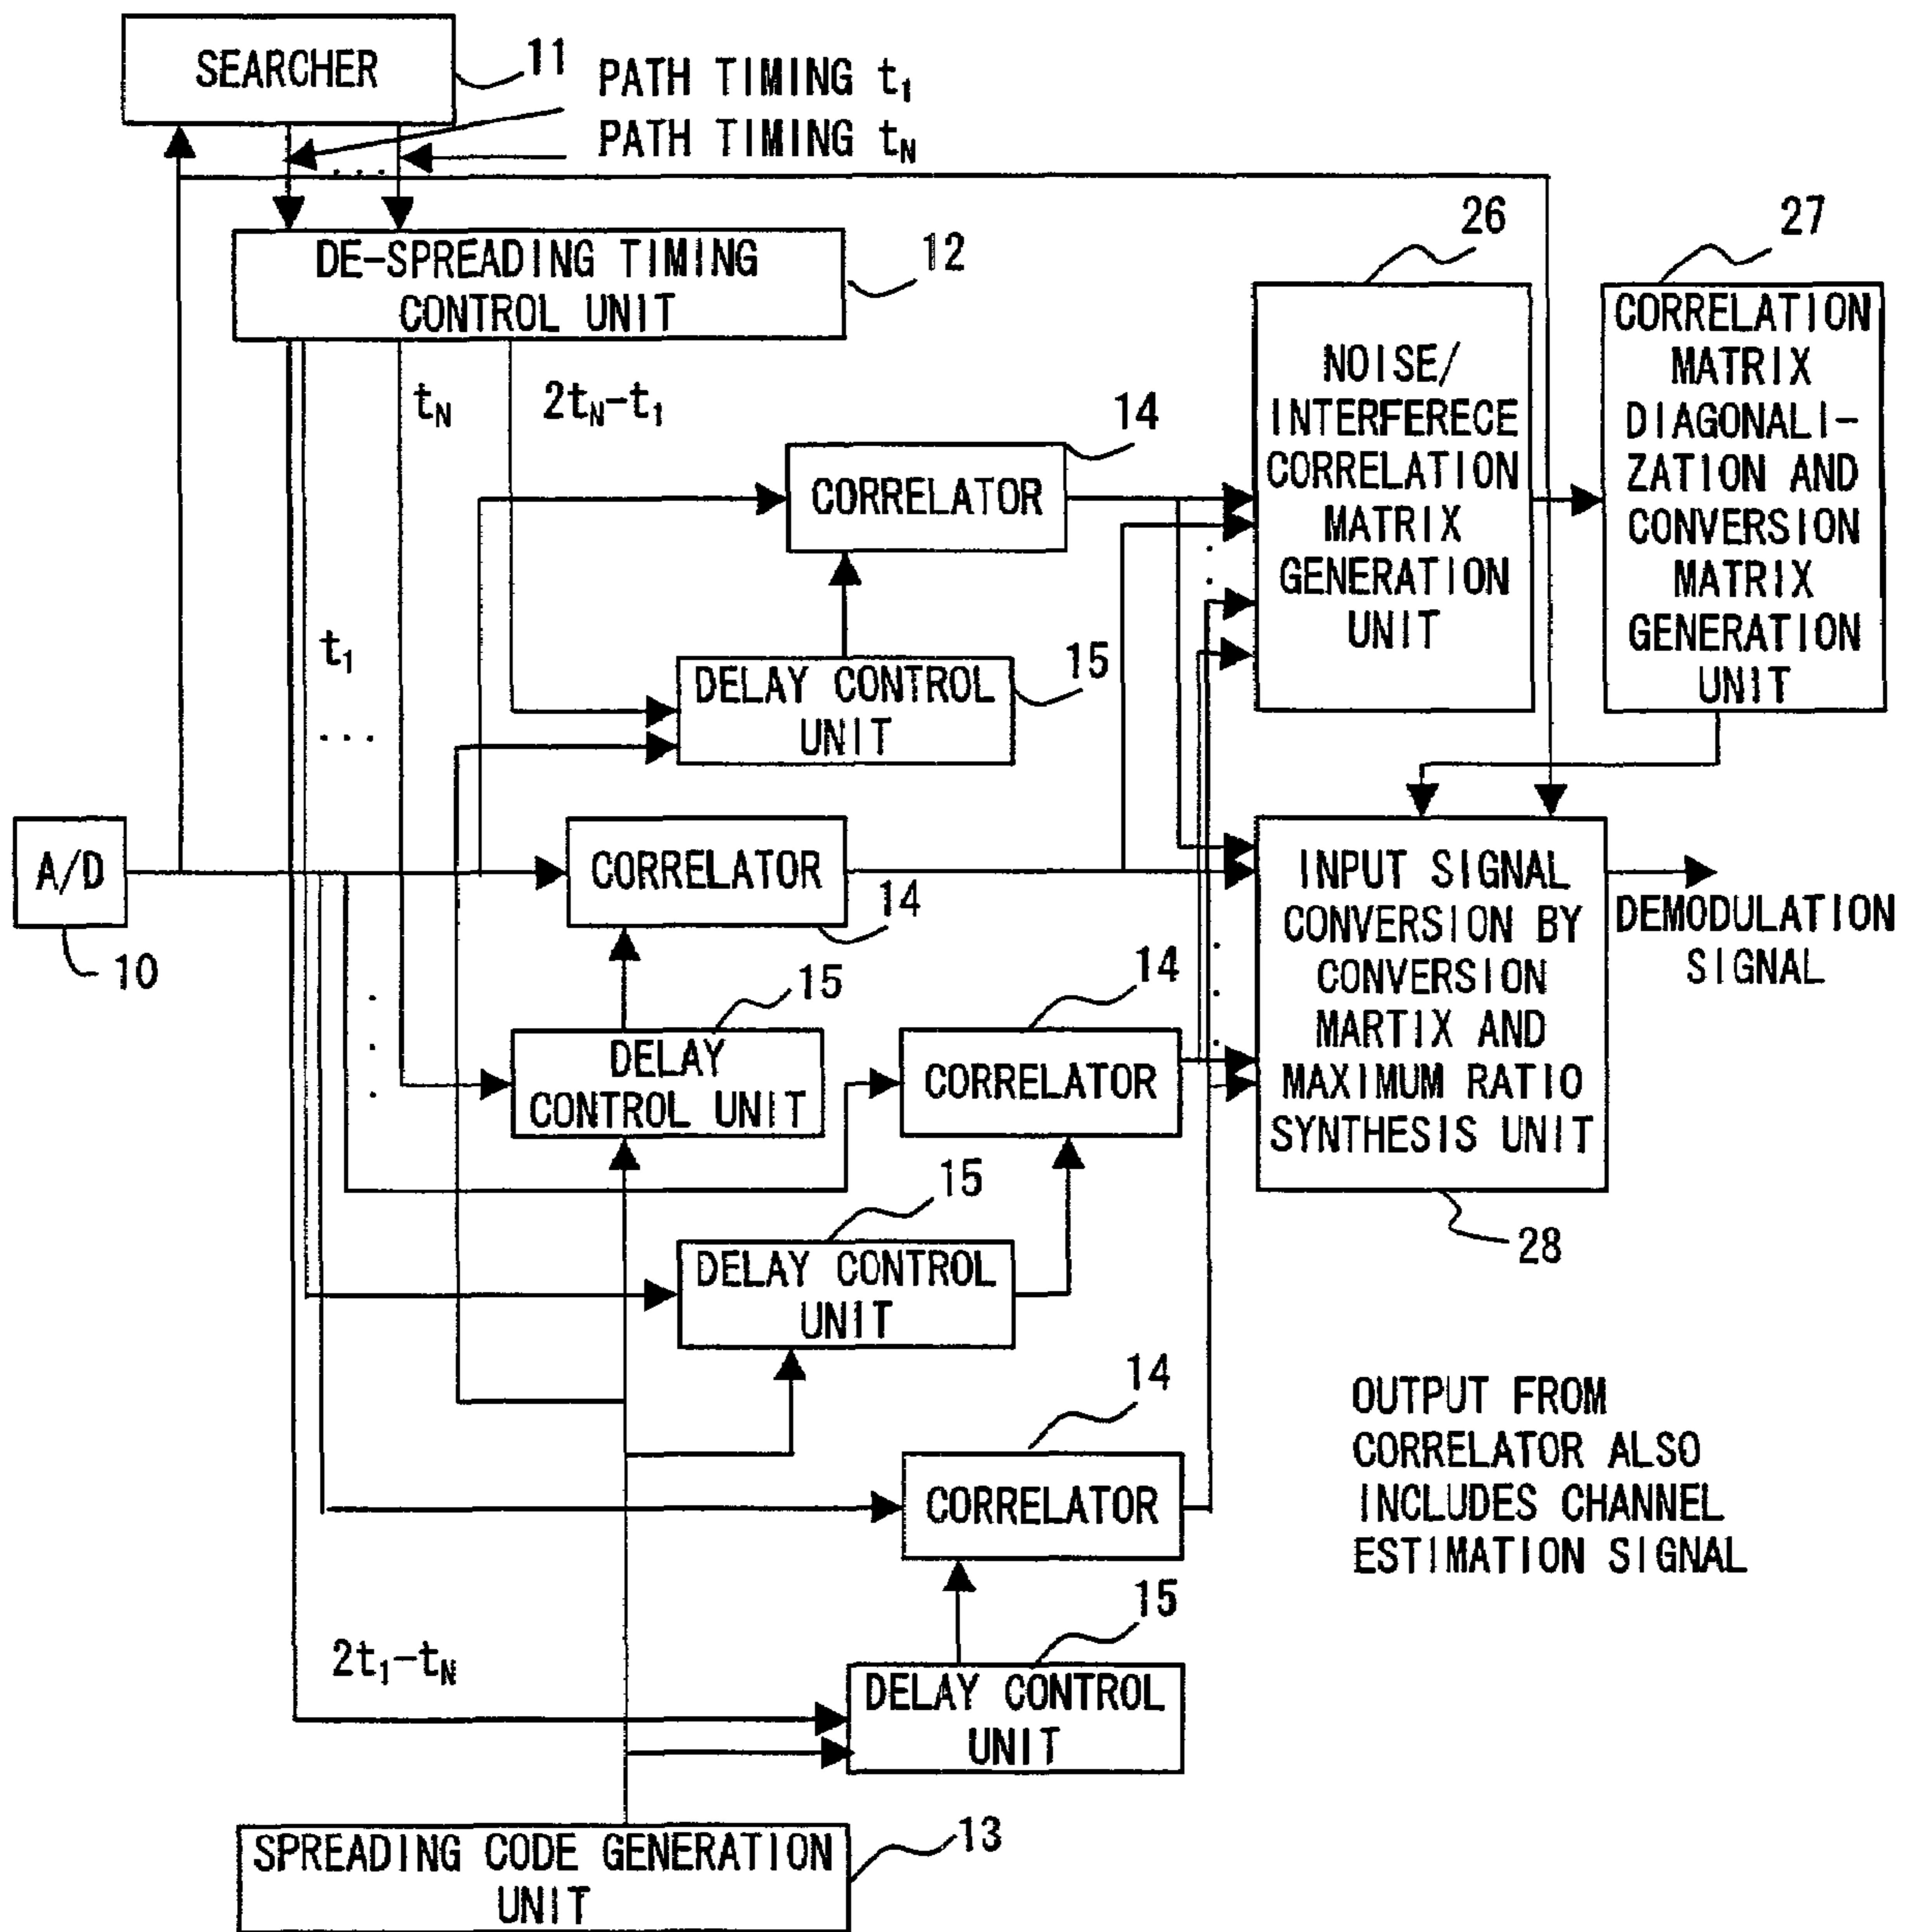 SEARCHER
11
PATH TIMING t₁
PATH TIMING t_N
. . .
DE-SPREADING TIMING
CONTROL UNIT
12
26
27
NOISE/
INTERFERECE
CORRELATION
MATRIX
GENERATION
UNIT
CORRELATION
MATRIX
DIAGONALI-
ZATION AND
CONVERSION
MATRIX
GENERATION
UNIT
t_N
2t_N-t₁
14
CORRELATOR
t₁
. . .
15
DELAY CONTROL
UNIT
A/D
10
CORRELATOR
14
INPUT SIGNAL
CONVERSION BY
CONVERSION
MARTIX AND
MAXIMUM RATIO
SYNTHESIS UNIT
28
DEMODULATION
SIGNAL
15
DELAY
CONTROL UNIT
14
CORRELATOR
15
DELAY CONTROL
UNIT
14
CORRELATOR
OUTPUT FROM
CORRELATOR ALSO
INCLUDES CHANNEL
ESTIMATION SIGNAL
2t₁-t_N
15
DELAY CONTROL
UNIT
SPREADING CODE GENERATION
UNIT
13